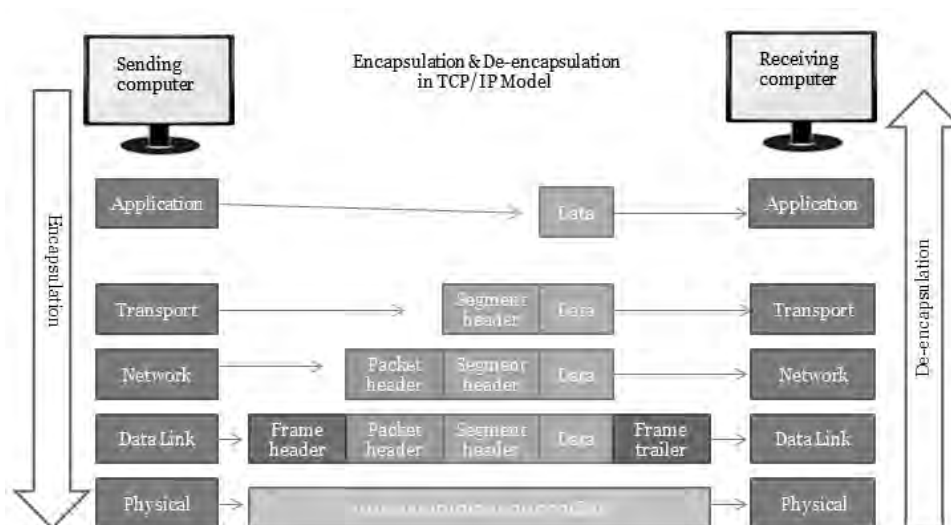 Sending
computer
Encapsulation & De-encapsulation
in TCP/IP Model
Receiving
computer
Encapsulation
De-encapsulation
Application
Data
Application
Transport
Segment
header
Data
Transport
Network
Packet
header
Segment
header
Data
Network
Data Link
Frame
header
Packet
header
Segment
header
Data
Frame
trailer
Data Link
Physical
Physical